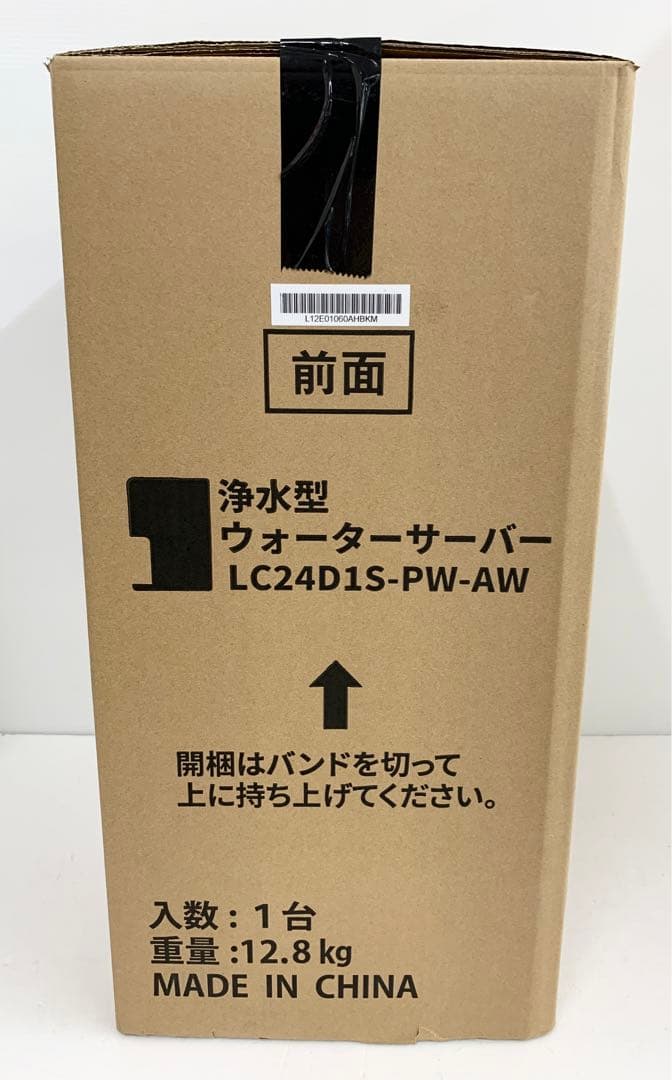 L12E01060AHBKM
前面
浄水型
ウォーターサーバー
LC24D1S-PW-AW
開梱はバンドを切って
上に持ち上げてください。
入数 : 1 台
重量 :12.8 kg
MADE IN CHINA